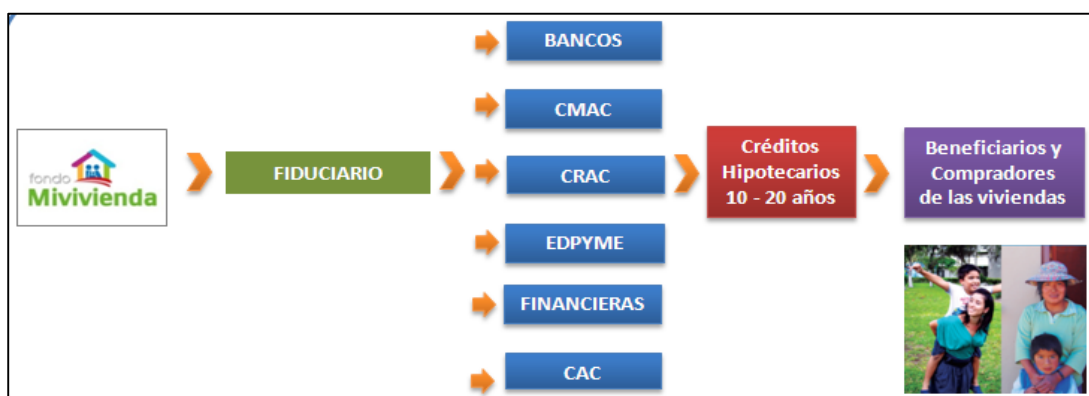 fondo
Mivivienda
FIDUCIARIO
BANCOS
CMAC
CRAC
EDPYME
FINANCIERAS
CAC
Créditos
Hipotecarios
10 - 20 años
Beneficiarios y
Compradores
de las viviendas